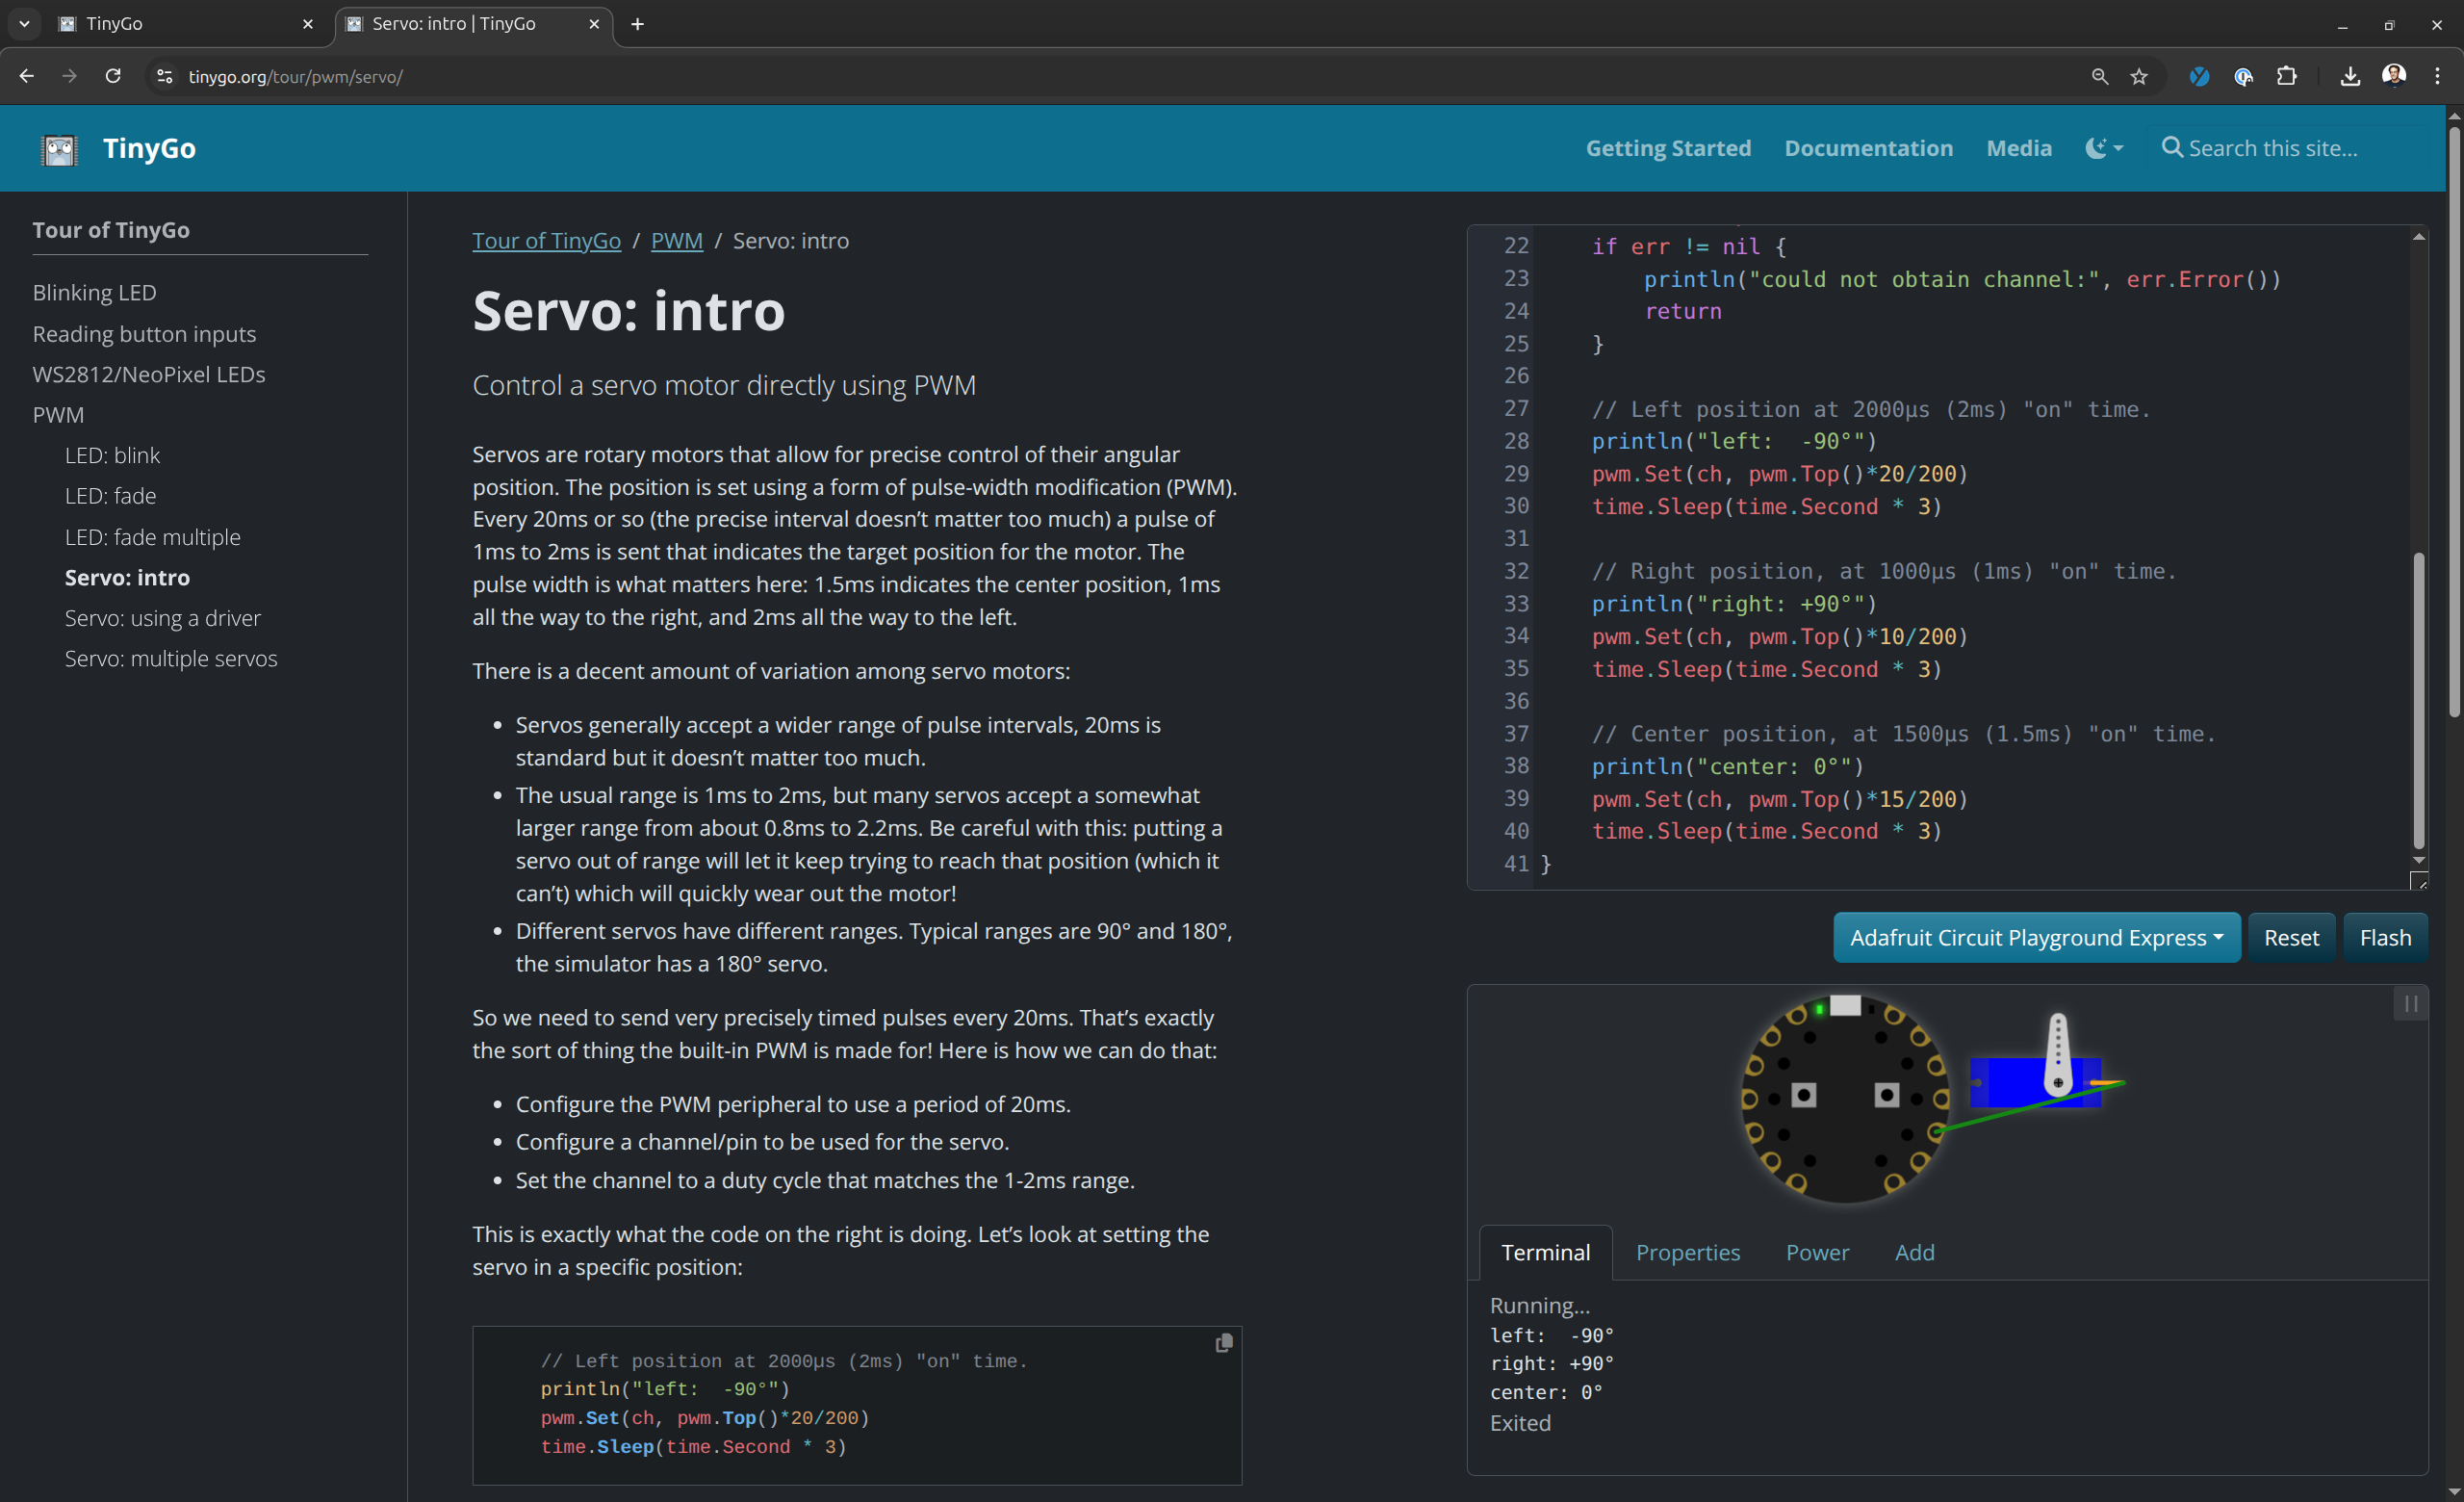 TinyGo
Servo: intro | TinyGo
tinygo.org/tour/pwm/servo/
TinyGo
Getting Started
Documentation
Media
Search this site...
Tour of TinyGo
Blinking LED
Reading button inputs
WS2812/NeoPixel LEDs
PWM
LED: blink
LED: fade
LED: fade multiple
Servo: intro
Servo: using a driver
Servo: multiple servos
Tour of TinyGo / PWM / Servo: intro
Servo: intro
Control a servo motor directly using PWM
Servos are rotary motors that allow for precise control of their angular
position. The position is set using a form of pulse-width modification (PWM).
Every 20ms or so (the precise interval doesn’t matter too much) a pulse of
1ms to 2ms is sent that indicates the target position for the motor. The
pulse width is what matters here: 1.5ms indicates the center position, 1ms
all the way to the right, and 2ms all the way to the left.
There is a decent amount of variation among servo motors:
• Servos generally accept a wider range of pulse intervals, 20ms is
standard but it doesn’t matter too much.
• The usual range is 1ms to 2ms, but many servos accept a somewhat
larger range from about 0.8ms to 2.2ms. Be careful with this: putting a
servo out of range will let it keep trying to reach that position (which it
can’t) which will quickly wear out the motor!
• Different servos have different ranges. Typical ranges are 90° and 180°,
the simulator has a 180° servo.
So we need to send very precisely timed pulses every 20ms. That’s exactly
the sort of thing the built-in PWM is made for! Here is how we can do that:
• Configure the PWM peripheral to use a period of 20ms.
• Configure a channel/pin to be used for the servo.
• Set the channel to a duty cycle that matches the 1-2ms range.
This is exactly what the code on the right is doing. Let’s look at setting the
servo in a specific position:
// Left position at 2000µs (2ms) "on" time.
println("left:  -90°")
pwm.Set(ch, pwm.Top()*20/200)
time.Sleep(time.Second * 3)
22 if err != nil {
23 println("could not obtain channel:", err.Error())
24 return
25 }
26
27 // Left position at 2000µs (2ms) "on" time.
28 println("left:  -90°")
29 pwm.Set(ch, pwm.Top()*20/200)
30 time.Sleep(time.Second * 3)
31
32 // Right position, at 1000µs (1ms) "on" time.
33 println("right: +90°")
34 pwm.Set(ch, pwm.Top()*10/200)
35 time.Sleep(time.Second * 3)
36
37 // Center position, at 1500µs (1.5ms) "on" time.
38 println("center: 0°")
39 pwm.Set(ch, pwm.Top()*15/200)
40 time.Sleep(time.Second * 3)
41 }
Adafruit Circuit Playground Express
Reset
Flash
Terminal
Properties
Power
Add
Running...
left:  -90°
right: +90°
center: 0°
Exited